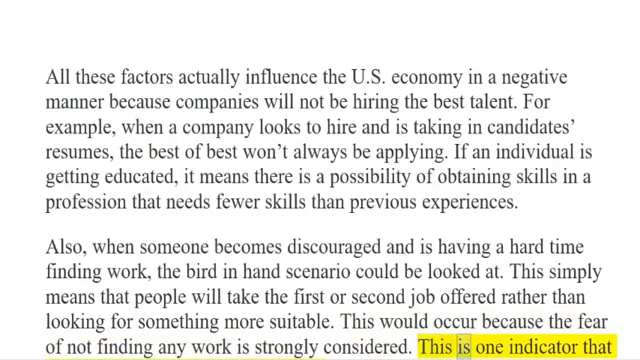 All these factors actually influence the U.S. economy in a negative
manner because companies will not be hiring the best talent. For
example, when a company looks to hire and is taking in candidates'
resumes, the best of best won't always be applying. If an individual is
getting educated, it means there is a possibility of obtaining skills in a
profession that needs fewer skills than previous experiences.
Also, when someone becomes discouraged and is having a hard time
finding work, the bird in hand scenario could be looked at. This simply
means that people will take the first or second job offered rather than
looking for something more suitable. This would occur because the fear
of not finding any work is strongly considered. This is one indicator that